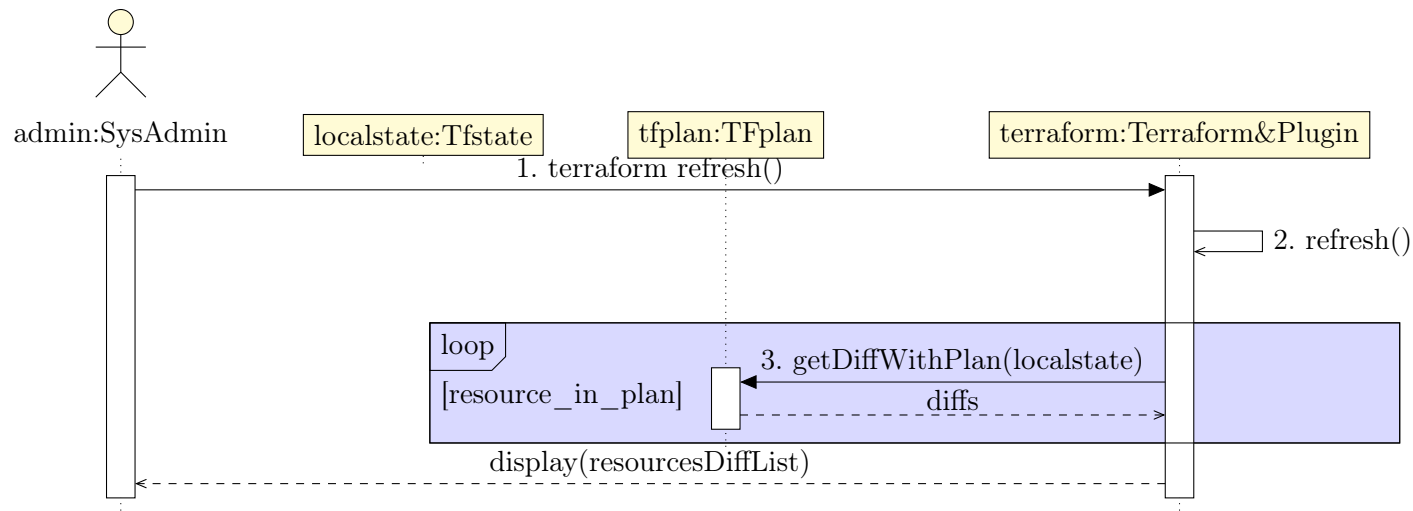 admin:SysAdmin
localstate:Tfstate
tfplan:TFplan
terraform:Terraform&Plugin
1. terraform refresh()
2. refresh()
loop
3. getDiffWithPlan(localstate)
[resource_in_plan]
diffs
display(resourcesDiffList)